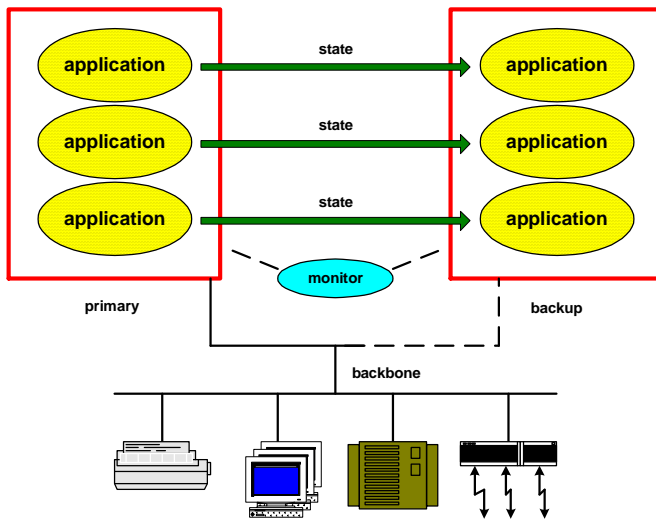 application state application
application state application
application state application
monitor
primary backup
backbone